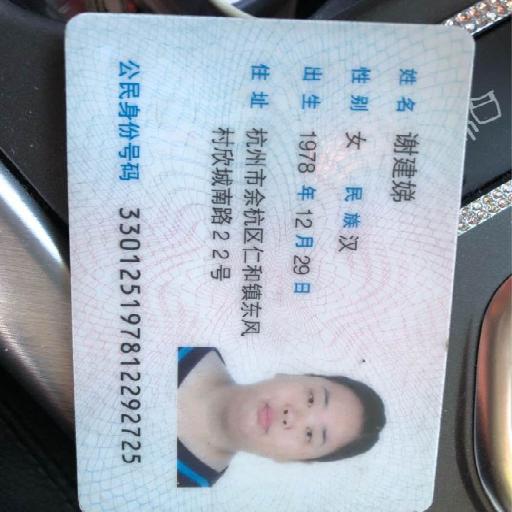 姓名 谢建娣
性别 女 民族 汉
出生 1978 年 12 月 29 日
住址 杭州市余杭区仁和镇东风
村欣城南路22号
公民身份号码 330125197812292725